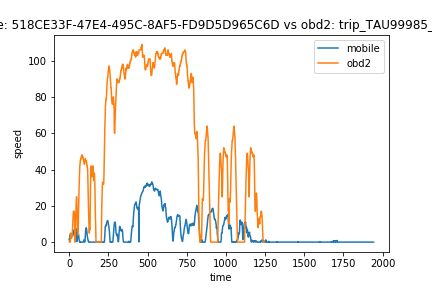 e: 518CE33F-47E4-495C-8AF5-FD9D5D965C6D vs obd2: trip_TAU99985_
mobile
obd2
speed
100
80
60
40
20
0
0 250 500 750 1000 1250 1500 1750 2000
time